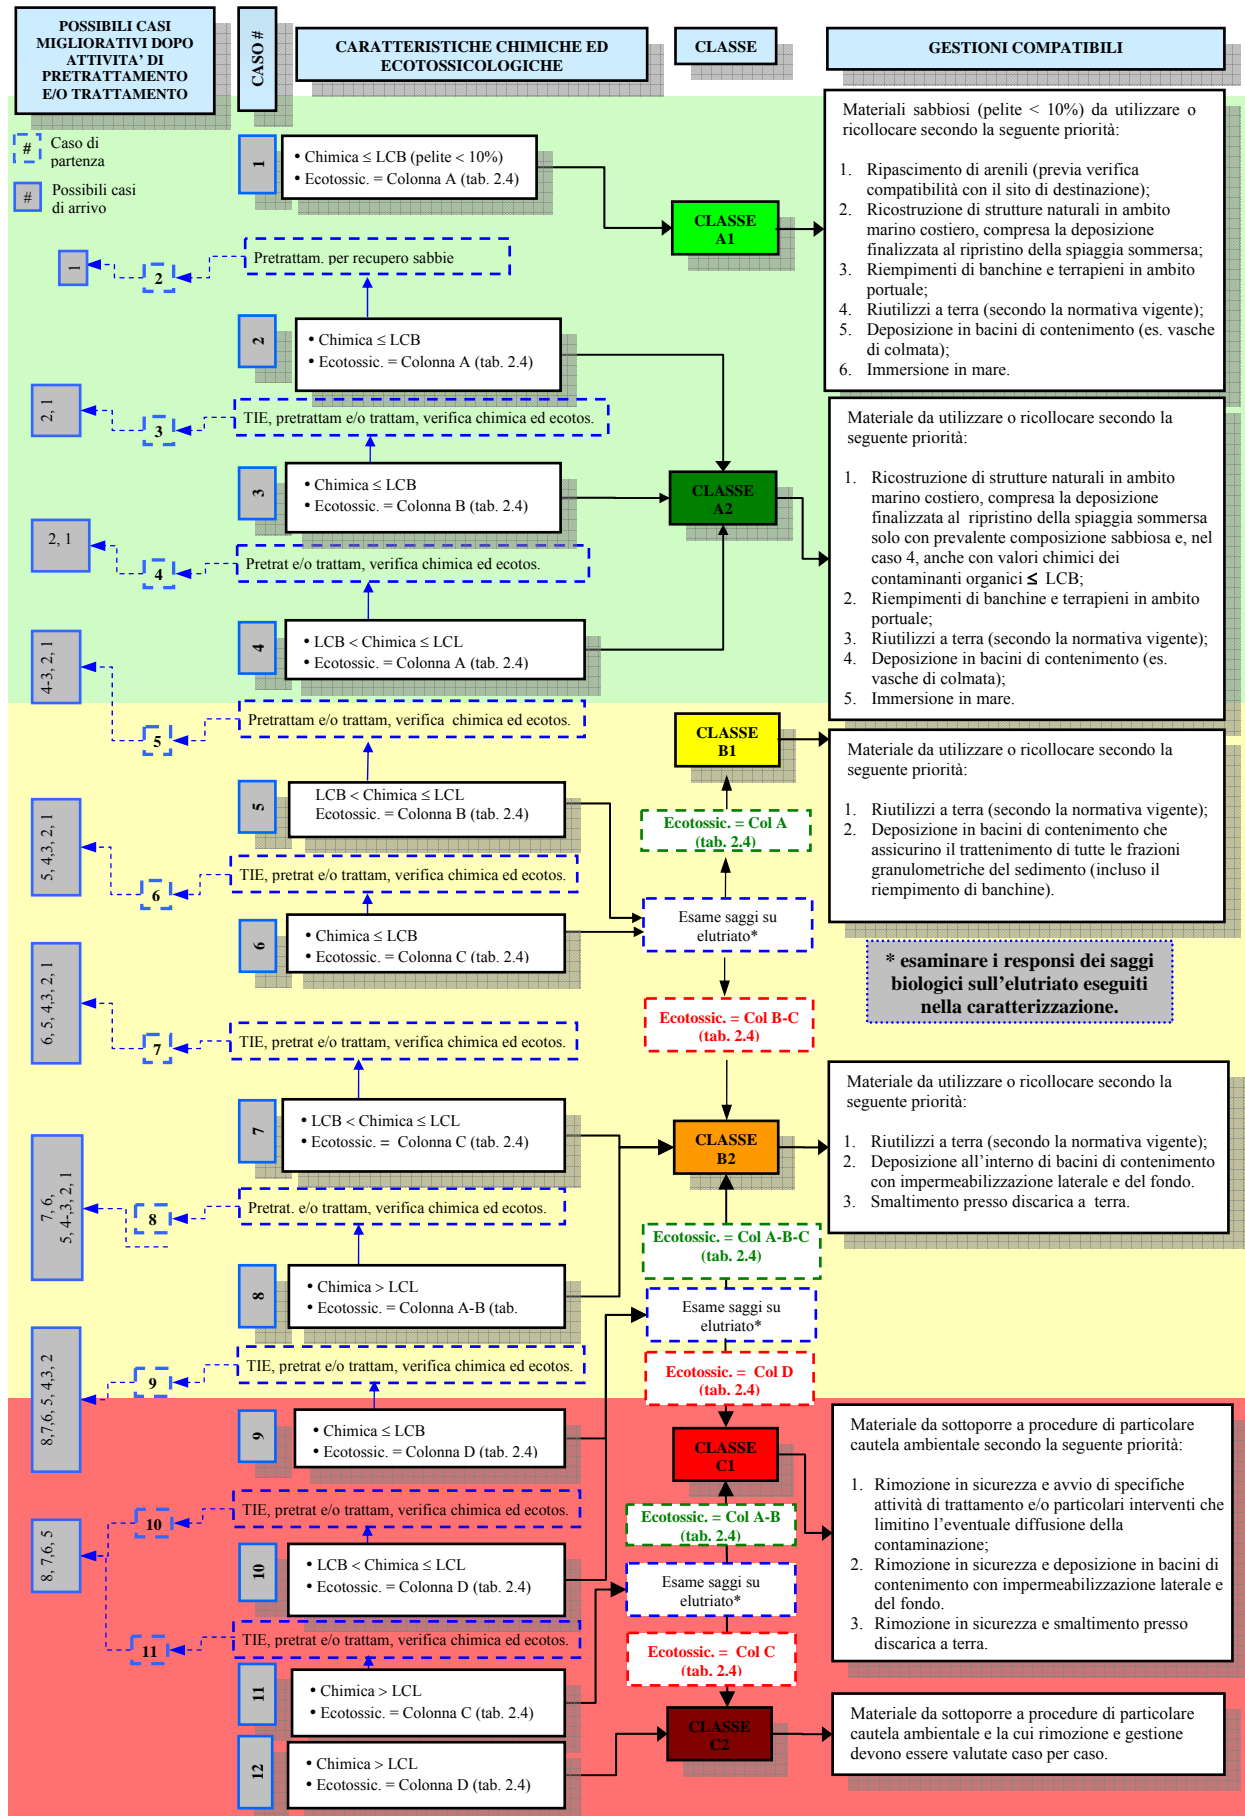 POSSIBILI CASI
MIGLIORATIVI DOPO
ATTIVITA’ DI
PRETRATTAMENTO
E/O TRATTAMENTO
CASO #
CARATTERISTICHE CHIMICHE ED
ECOTOSSICOLOGICHE
CLASSE
GESTIONI COMPATIBILI
#
Caso di
partenza
#
Possibili casi
di arrivo
1
• Chimica ≤ LCB (pelite < 10%)
• Ecotossic. = Colonna A (tab. 2.4)
CLASSE
A1
Materiali sabbiosi (pelite < 10%) da utilizzare o
ricollocare secondo la seguente priorità:
1. Ripascimento di arenili (previa verifica
compatibilità con il sito di destinazione);
2. Ricostruzione di strutture naturali in ambito
marino costiero, compresa la deposizione
finalizzata al ripristino della spiaggia sommersa;
3. Riempimenti di banchine e terrapieni in ambito
portuale;
4. Riutilizzi a terra (secondo la normativa vigente);
5. Deposizione in bacini di contenimento (es. vasche
di colmata);
6. Immersione in mare.
1
2
Pretrattam. per recupero sabbie
2
• Chimica ≤ LCB
• Ecotossic. = Colonna A (tab. 2.4)
2, 1
3
TIE, pretrattam e/o trattam, verifica chimica ed ecotos.
3
• Chimica ≤ LCB
• Ecotossic. = Colonna B (tab. 2.4)
CLASSE
A2
Materiale da utilizzare o ricollocare secondo la
seguente priorità:
1. Ricostruzione di strutture naturali in ambito
marino costiero, compresa la deposizione
finalizzata al ripristino della spiaggia sommersa
solo con prevalente composizione sabbiosa e, nel
caso 4, anche con valori chimici dei
contaminanti organici ≤ LCB;
2. Riempimenti di banchine e terrapieni in ambito
portuale;
3. Riutilizzi a terra (secondo la normativa vigente);
4. Deposizione in bacini di contenimento (es.
vasche di colmata);
5. Immersione in mare.
2, 1
4
Pretrat e/o trattam, verifica chimica ed ecotos.
4
• LCB < Chimica ≤ LCL
• Ecotossic. = Colonna A (tab. 2.4)
4-3, 2, 1
5
Pretrattam e/o trattam, verifica chimica ed ecotos.
CLASSE
B1
Materiale da utilizzare o ricollocare secondo la
seguente priorità:
1. Riutilizzi a terra (secondo la normativa vigente);
2. Deposizione in bacini di contenimento che
assicurino il trattenimento di tutte le frazioni
granulometriche del sedimento (incluso il
riempimento di banchine).
5
LCB < Chimica ≤ LCL
Ecotossic. = Colonna B (tab. 2.4)
Ecotossic. = Col A
(tab. 2.4)
5, 4,3, 2, 1
6
TIE, pretrat e/o trattam, verifica chimica ed ecotos.
6
• Chimica ≤ LCB
• Ecotossic. = Colonna C (tab. 2.4)
Esame saggi su
elutriato*
* esaminare i responsi dei saggi
biologici sull’elutriato eseguiti
nella caratterizzazione.
Ecotossic. = Col B-C
(tab. 2.4)
6, 5, 4,3, 2, 1
7
TIE, pretrat e/o trattam, verifica chimica ed ecotos.
7
• LCB < Chimica ≤ LCL
• Ecotossic. = Colonna C (tab. 2.4)
CLASSE
B2
Materiale da utilizzare o ricollocare secondo la
seguente priorità:
1. Riutilizzi a terra (secondo la normativa vigente);
2. Deposizione all’interno di bacini di contenimento
con impermeabilizzazione laterale e del fondo.
3. Smaltimento presso discarica a terra.
7, 6,
5, 4-,3, 2, 1
8
Pretrat. e/o trattam, verifica chimica ed ecotos.
Ecotossic. = Col A-B-C
(tab. 2.4)
8
• Chimica > LCL
• Ecotossic. = Colonna A-B (tab.
Esame saggi su
elutriato*
8,7,6, 5, 4,3, 2
9
TIE, pretrat e/o trattam, verifica chimica ed ecotos.
Ecotossic. = Col D
(tab. 2.4)
9
• Chimica ≤ LCB
• Ecotossic. = Colonna D (tab. 2.4)
CLASSE
C1
Materiale da sottoporre a procedure di particolare
cautela ambientale secondo la seguente priorità:
1. Rimozione in sicurezza e avvio di specifiche
attività di trattamento e/o particolari interventi che
limitino l’eventuale diffusione della
contaminazione;
2. Rimozione in sicurezza e deposizione in bacini di
contenimento con impermeabilizzazione laterale e
del fondo.
3. Rimozione in sicurezza e smaltimento presso
discarica a terra.
8, 7,6, 5
10
TIE, pretrat e/o trattam, verifica chimica ed ecotos.
Ecotossic. = Col A-B
(tab. 2.4)
10
• LCB < Chimica ≤ LCL
• Ecotossic. = Colonna D (tab. 2.4)
Esame saggi su
elutriato*
11
TIE, pretrat e/o trattam, verifica chimica ed ecotos.
Ecotossic. = Col C
(tab. 2.4)
11
• Chimica > LCL
• Ecotossic. = Colonna C (tab. 2.4)
CLASSE
C2
Materiale da sottoporre a procedure di particolare
cautela ambientale e la cui rimozione e gestione
devono essere valutate caso per caso.
12
• Chimica > LCL
• Ecotossic. = Colonna D (tab. 2.4)